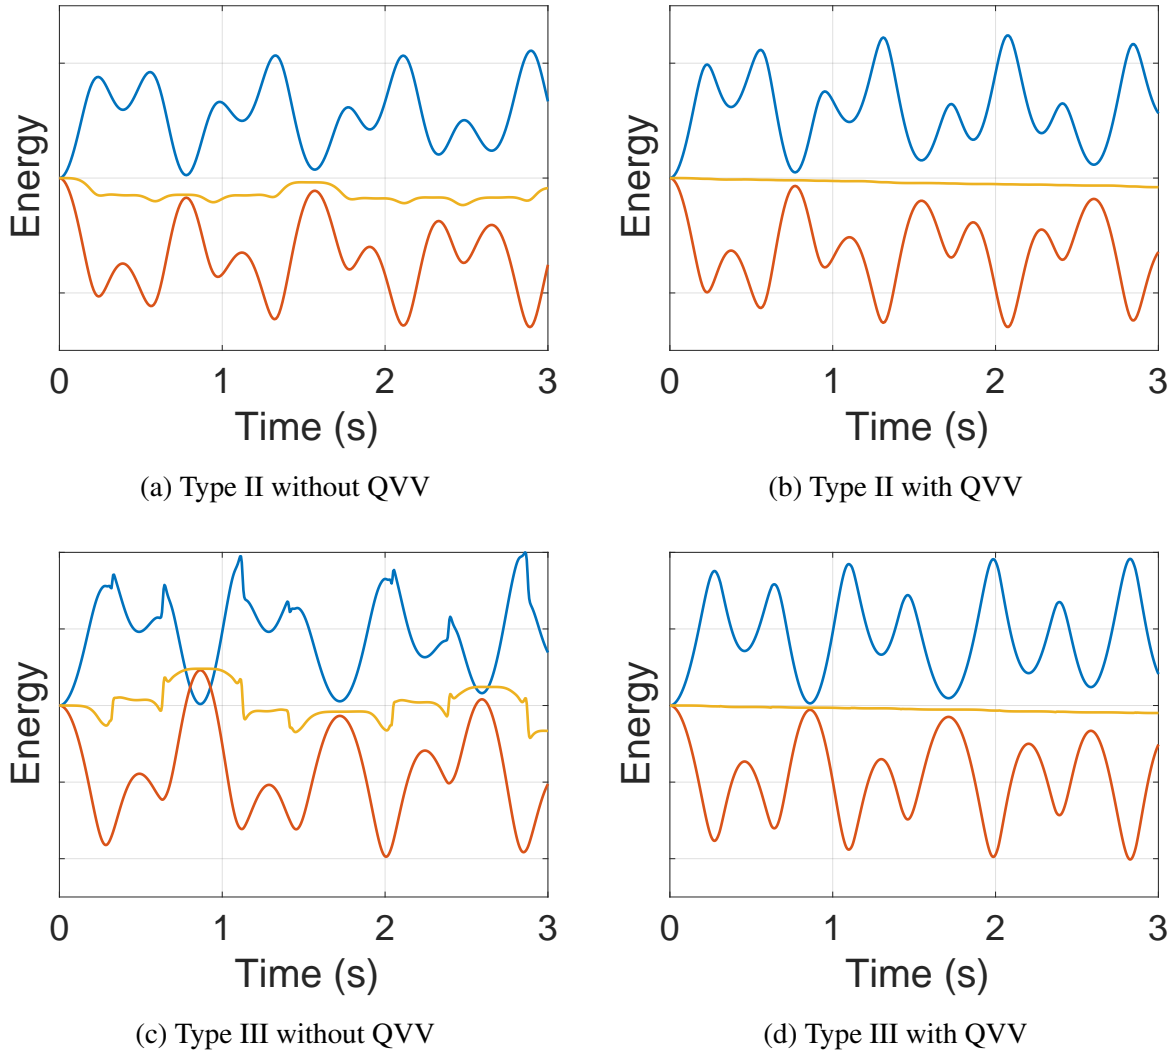 Energy
0 1 2 3
Time (s)
(a) Type II without QVV
Energy
0 1 2 3
Time (s)
(b) Type II with QVV
Energy
0 1 2 3
Time (s)
(c) Type III without QVV
Energy
0 1 2 3
Time (s)
(d) Type III with QVV